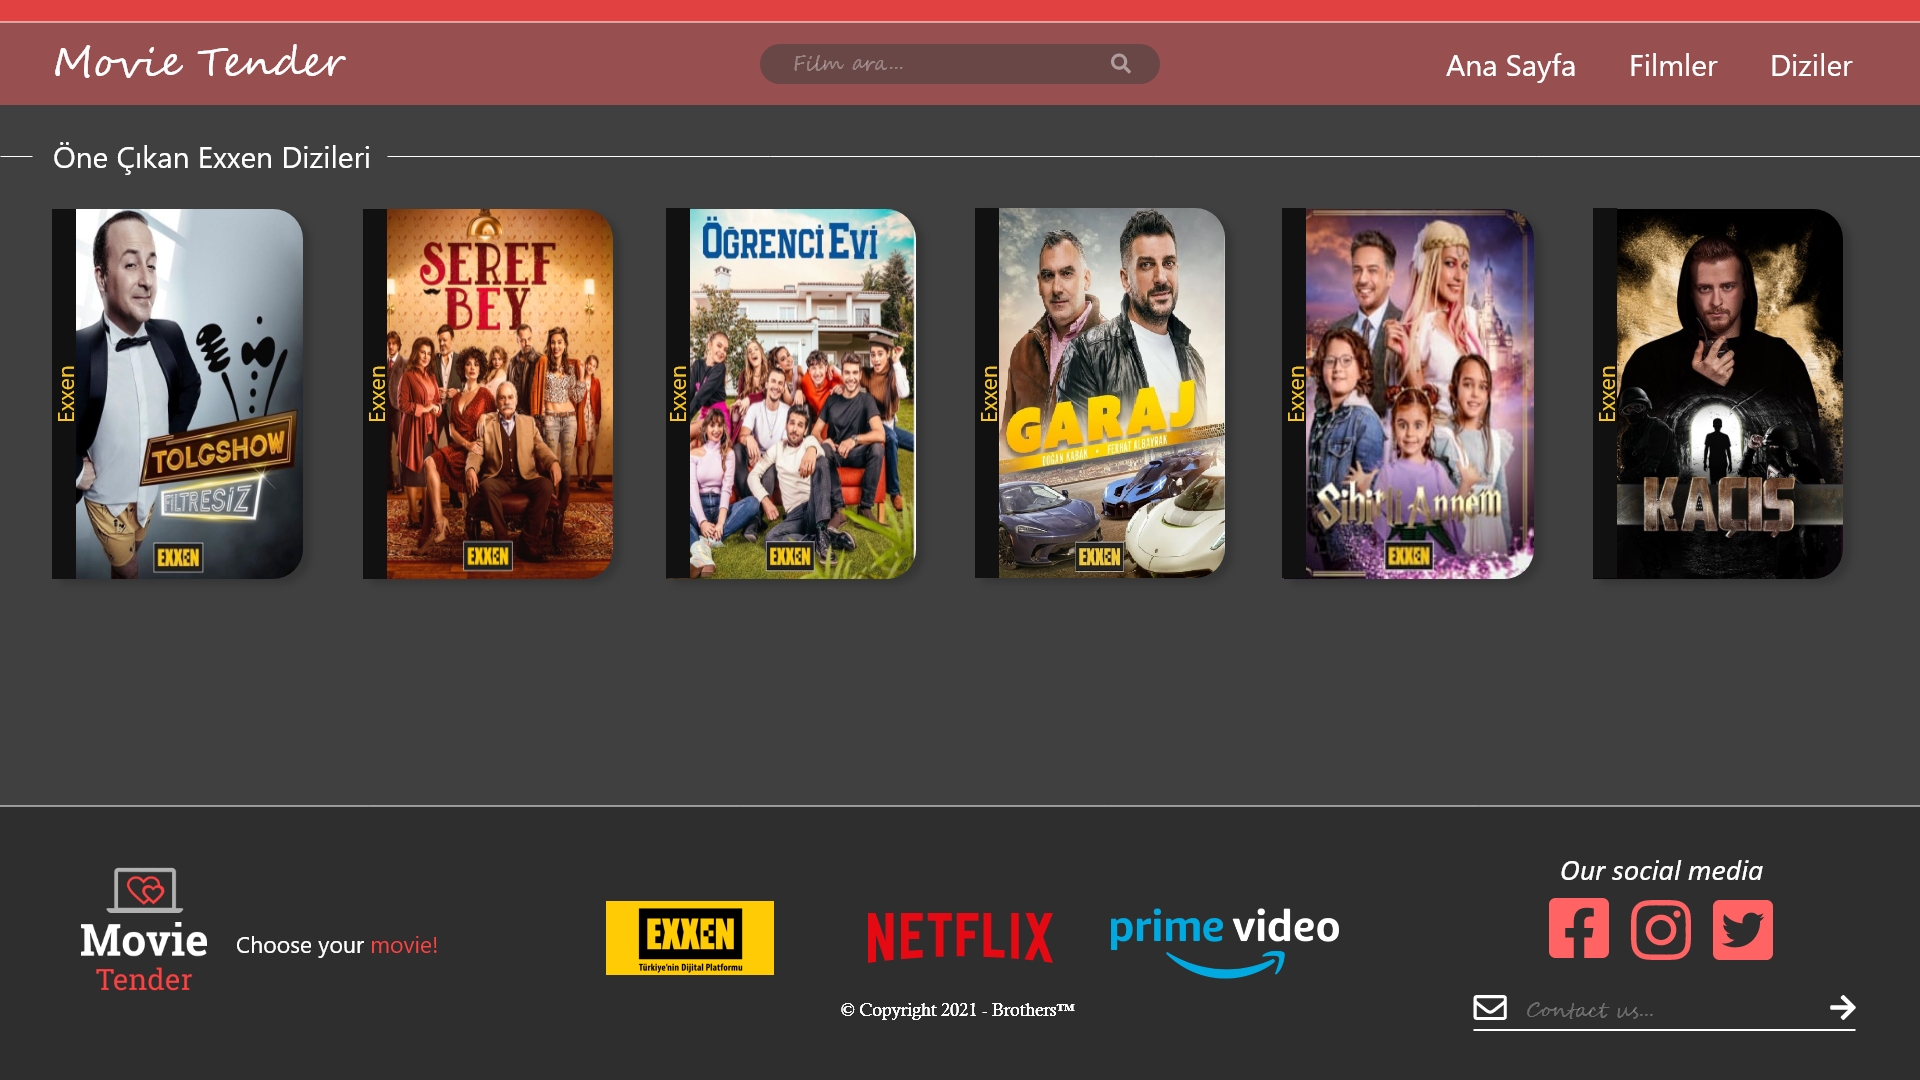 Movie Tender
Film ara...
Ana Sayfa
Filmler
Diziler
Öne Çıkan Exxen Dizileri
Exxen
TOLGSHOW
FILTRESİZ
EXXEN
Exxen
ŞEREF
BEY
EXXEN
Exxen
ÖĞRENCİ EVİ
EXXEN
Exxen
GARAJ
DOĞAN KABAK • FERHAT ALBAYRAK
EXXEN
Exxen
Sihirli Annem
EXXEN
Exxen
KAÇIŞ
Movie
Tender
Choose your movie!
EXXEN
Türkiye'nin Dijital Platformu
NETFLIX
prime video
© Copyright 2021 - Brothers™
Our social media
Contact us...